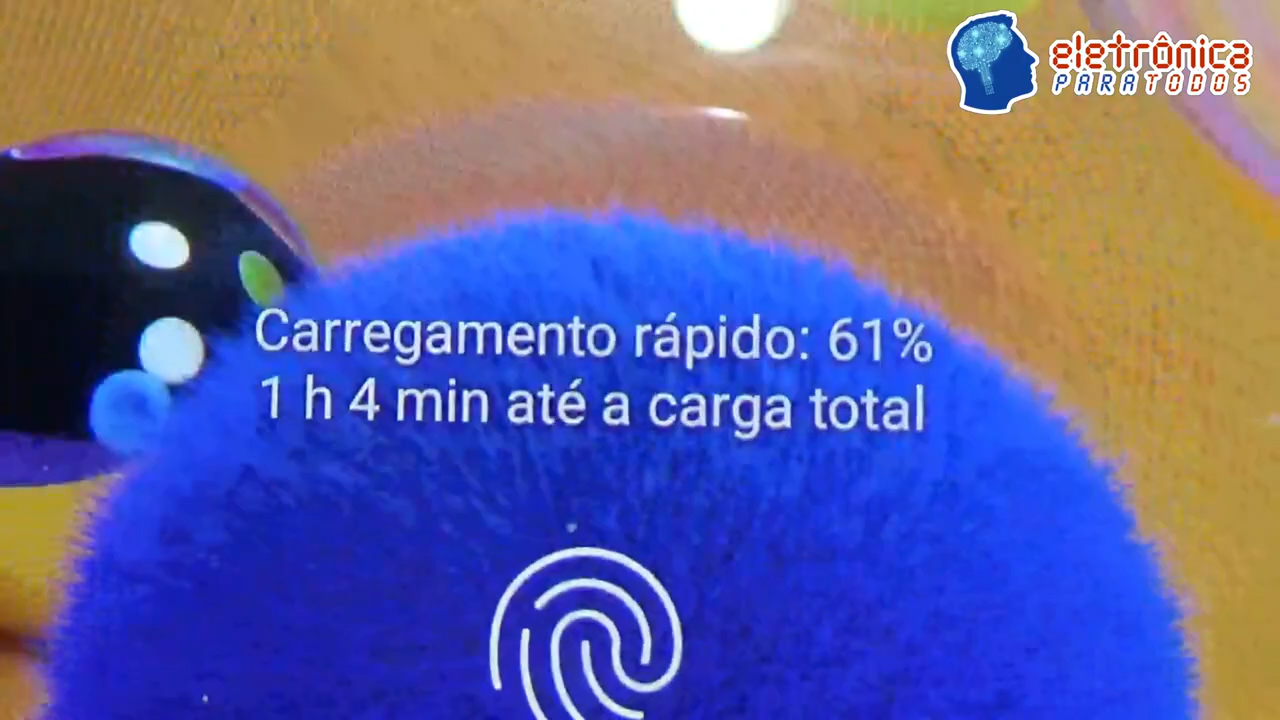 eletrônica
PARATODOS
Carregamento rápido: 61%
1 h 4 min até a carga total